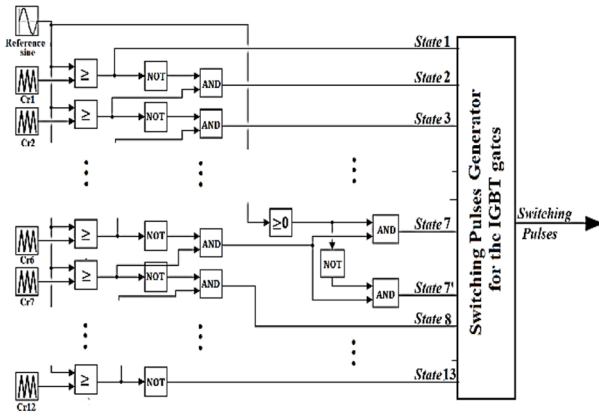 Reference
sine
Cr1
Cr2
Cr6
Cr7
Cr12
≥
≥
≥
≥
≥
NOT
NOT
NOT
NOT
NOT
AND
AND
AND
AND
≥0
NOT
AND
AND
State 1
State 2
State 3
State 7
State 7'
State 8
State 13
Switching Pulses Generator
for the IGBT gates
Switching
Pulses